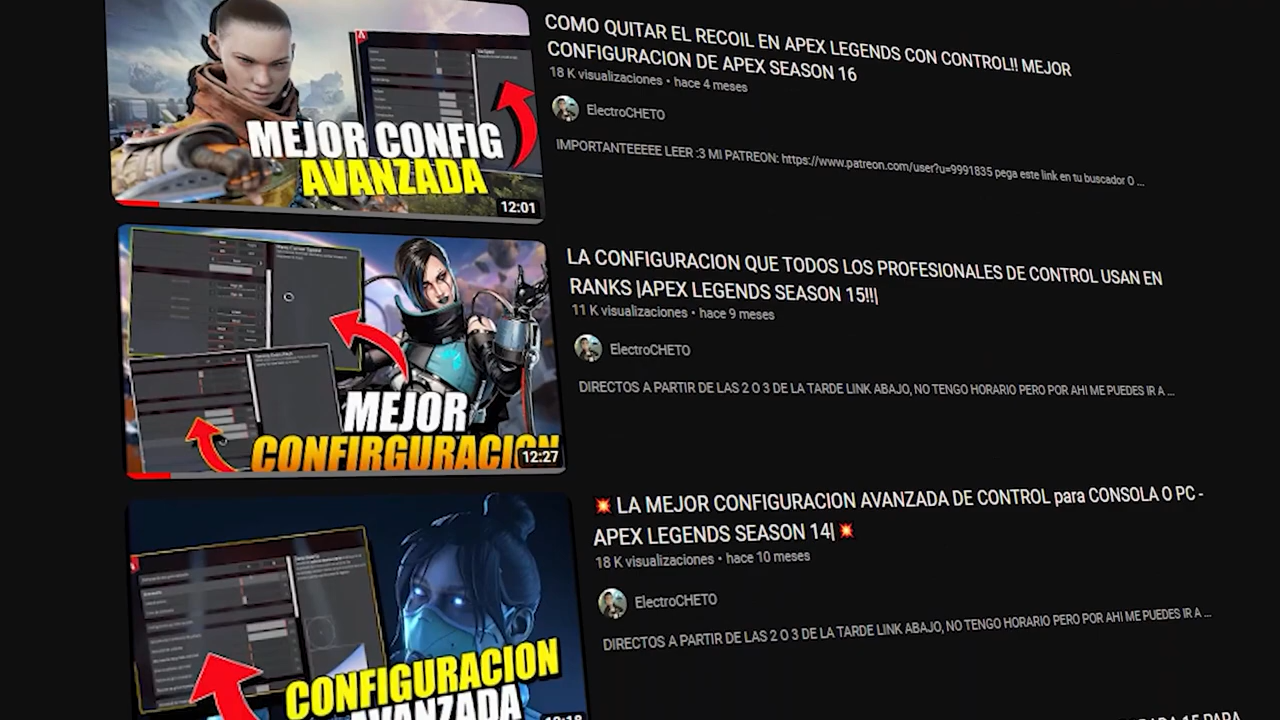 MEJOR CONFIG
AVANZADA
12:01
COMO QUITAR EL RECOIL EN APEX LEGENDS CON CONTROL!! MEJOR
CONFIGURACION DE APEX SEASON 16
18 K visualizaciones • hace 4 meses
ElectroCHETO
IMPORTANTEEEEE LEER :3 MI PATREON: https://www.patreon.com/user?u=9991835 pega este link en tu buscador O ...
MEJOR
CONFIRGURACION
12:27
LA CONFIGURACION QUE TODOS LOS PROFESIONALES DE CONTROL USAN EN
RANKS |APEX LEGENDS SEASON 15!!|
11 K visualizaciones • hace 9 meses
ElectroCHETO
DIRECTOS A PARTIR DE LAS 2 O 3 DE LA TARDE LINK ABAJO, NO TENGO HORARIO PERO POR AHI ME PUEDES IR A ...
CONFIGURACION
AVANZADA
💥 LA MEJOR CONFIGURACION AVANZADA DE CONTROL para CONSOLA O PC -
APEX LEGENDS SEASON 14| 💥
18 K visualizaciones • hace 10 meses
ElectroCHETO
DIRECTOS A PARTIR DE LAS 2 O 3 DE LA TARDE LINK ABAJO, NO TENGO HORARIO PERO POR AHI ME PUEDES IR A ...